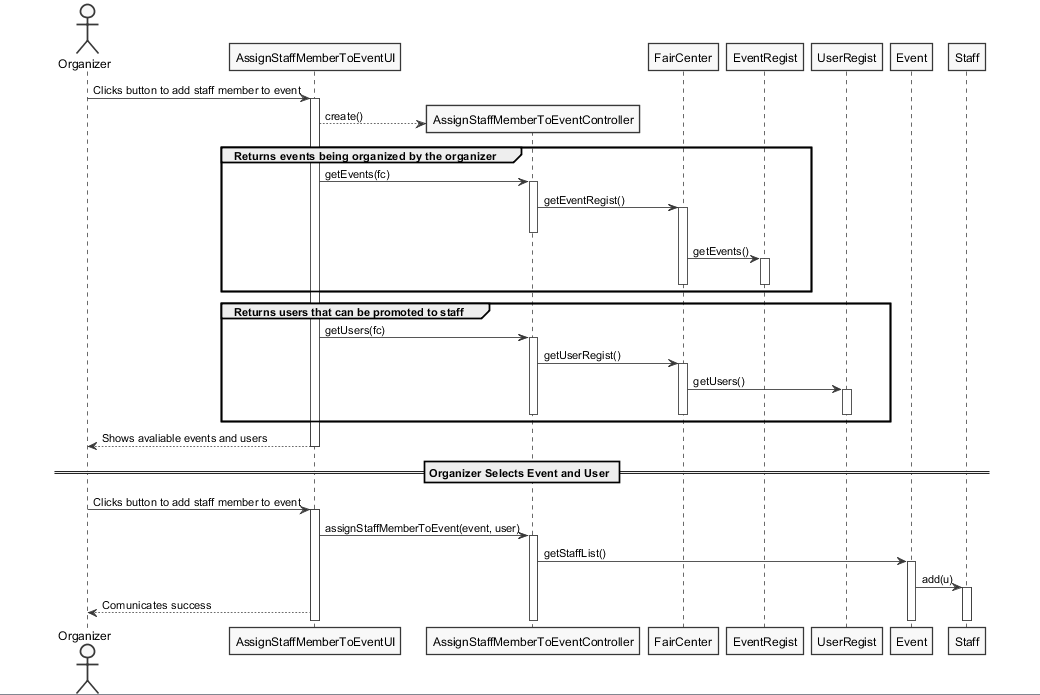 Organizer
AssignStaffMemberToEventUI
FairCenter
EventRegist
UserRegist
Event
Staff
Clicks button to add staff member to event
create()
AssignStaffMemberToEventController
Returns events being organized by the organizer
getEvents(fc)
getEventRegist()
getEvents()
Returns users that can be promoted to staff
getUsers(fc)
getUserRegist()
getUsers()
Shows avaliable events and users
Organizer Selects Event and User
Clicks button to add staff member to event
assignStaffMemberToEvent(event, user)
getStaffList()
add(u)
Comunicates success
Organizer
AssignStaffMemberToEventUI
AssignStaffMemberToEventController
FairCenter
EventRegist
UserRegist
Event
Staff